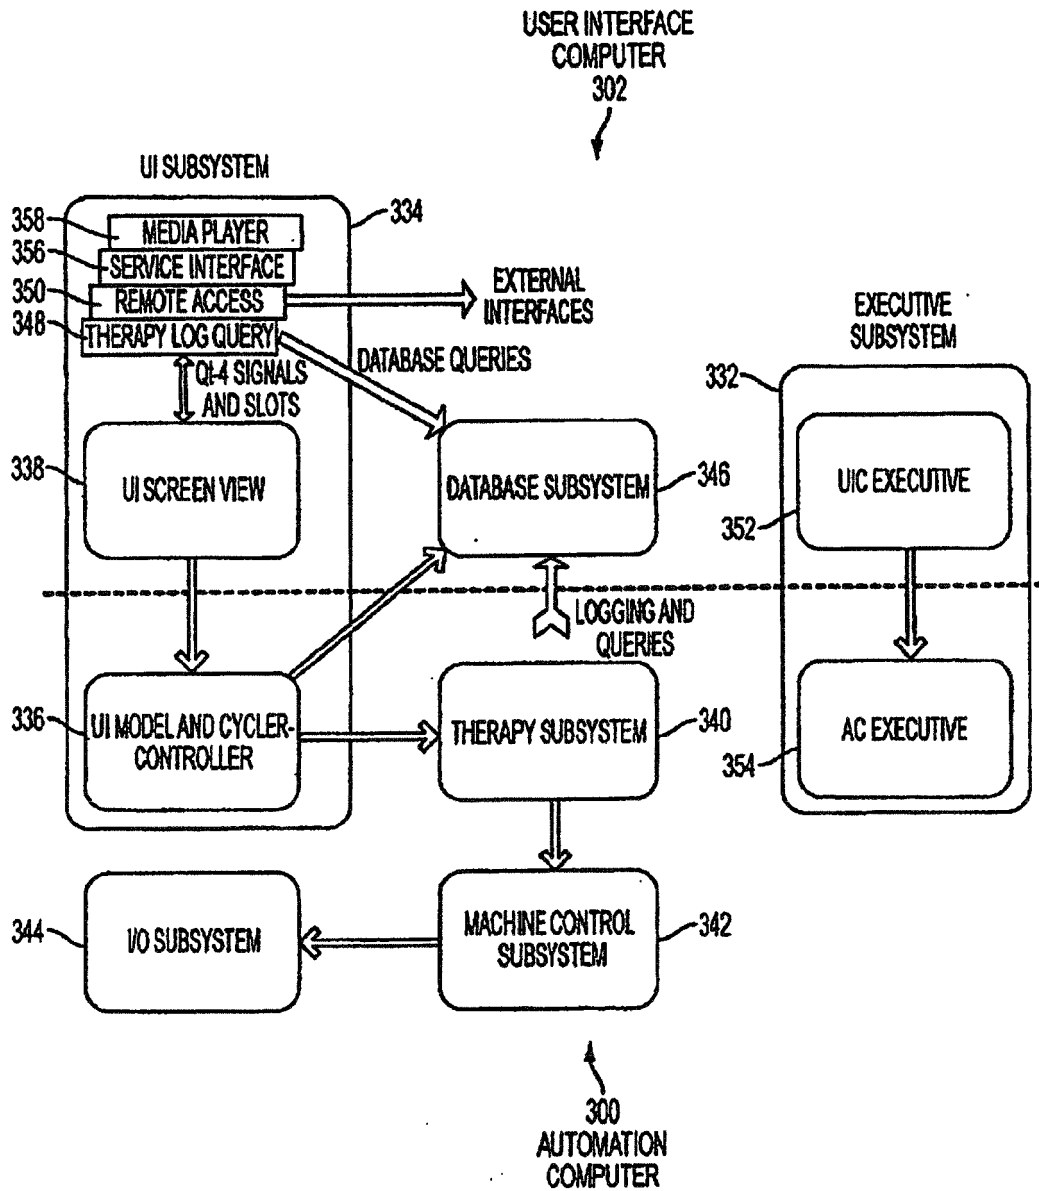 USER INTERFACE
COMPUTER
302
UI SUBSYSTEM
334
358
MEDIA PLAYER
356
SERVICE INTERFACE
350
REMOTE ACCESS
348
THERAPY LOG QUERY
EXTERNAL
INTERFACES
DATABASE QUERIES
Qt-4 SIGNALS
AND SLOTS
EXECUTIVE
SUBSYSTEM
332
338
UI SCREEN VIEW
DATABASE SUBSYSTEM
346
UIC EXECUTIVE
352
LOGGING AND
QUERIES
336
UI MODEL AND CYCLER-
CONTROLLER
THERAPY SUBSYSTEM
340
AC EXECUTIVE
354
344
I/O SUBSYSTEM
MACHINE CONTROL
SUBSYSTEM
342
300
AUTOMATION
COMPUTER